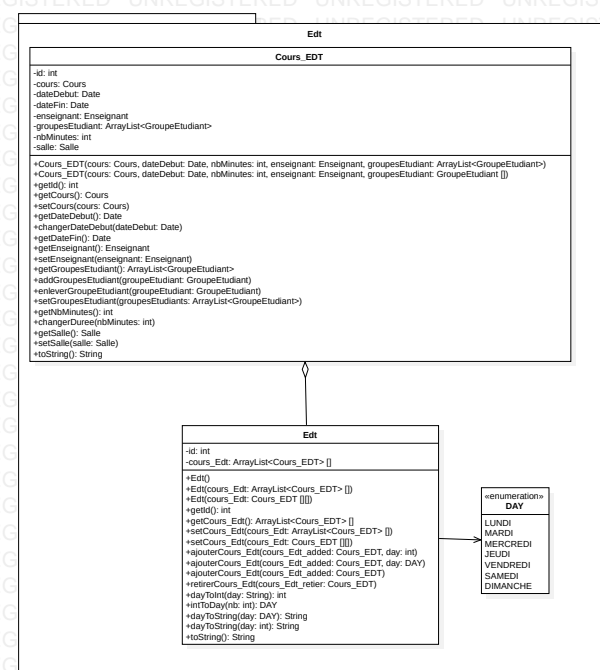 Edt
Cours_EDT
-id: int
-cours: Cours
-dateDebut: Date
-dateFin: Date
-enseignant: Enseignant
-groupesEtudiant: ArrayList<GroupeEtudiant>
-nbMinutes: int
-salle: Salle
+Cours_EDT(cours: Cours, dateDebut: Date, nbMinutes: int, enseignant: Enseignant, groupesEtudiant: ArrayList<GroupeEtudiant>)
+Cours_EDT(cours: Cours, dateDebut: Date, nbMinutes: int, enseignant: Enseignant, groupesEtudiant: GroupeEtudiant [])
+getId(): int
+getCours(): Cours
+setCours(cours: Cours)
+getDateDebut(): Date
+changerDateDebut(dateDebut: Date)
+getDateFin(): Date
+getEnseignant(): Enseignant
+setEnseignant(enseignant: Enseignant)
+getGroupesEtudiant(): ArrayList<GroupeEtudiant>
+addGroupesEtudiant(groupeEtudiant: GroupeEtudiant)
+enleverGroupeEtudiant(groupeEtudiant: GroupeEtudiant)
+setGroupesEtudiant(groupesEtudiants: ArrayList<GroupeEtudiant>)
+getNbMinutes(): int
+changerDuree(nbMinutes: int)
+getSalle(): Salle
+setSalle(salle: Salle)
+toString(): String
Edt
-id: int
-cours_Edt: ArrayList<Cours_EDT> []
+Edt()
+Edt(cours_Edt: ArrayList<Cours_EDT> [])
+Edt(cours_Edt: Cours_EDT [][])
+getId(): int
+getCours_Edt(): ArrayList<Cours_EDT> []
+setCours_Edt(cours_Edt: ArrayList<Cours_EDT> [])
+setCours_Edt(cours_Edt: Cours_EDT [][])
+ajouterCours_Edt(cours_Edt_added: Cours_EDT, day: int)
+ajouterCours_Edt(cours_Edt_added: Cours_EDT, day: DAY)
+ajouterCours_Edt(cours_Edt_added: Cours_EDT)
+retirerCours_Edt(cours_Edt_retier: Cours_EDT)
+dayToInt(day: String): int
+intToDay(nb: int): DAY
+dayToString(day: DAY): String
+dayToString(day: int): String
+toString(): String
«enumeration»
DAY
LUNDI
MARDI
MERCREDI
JEUDI
VENDREDI
SAMEDI
DIMANCHE